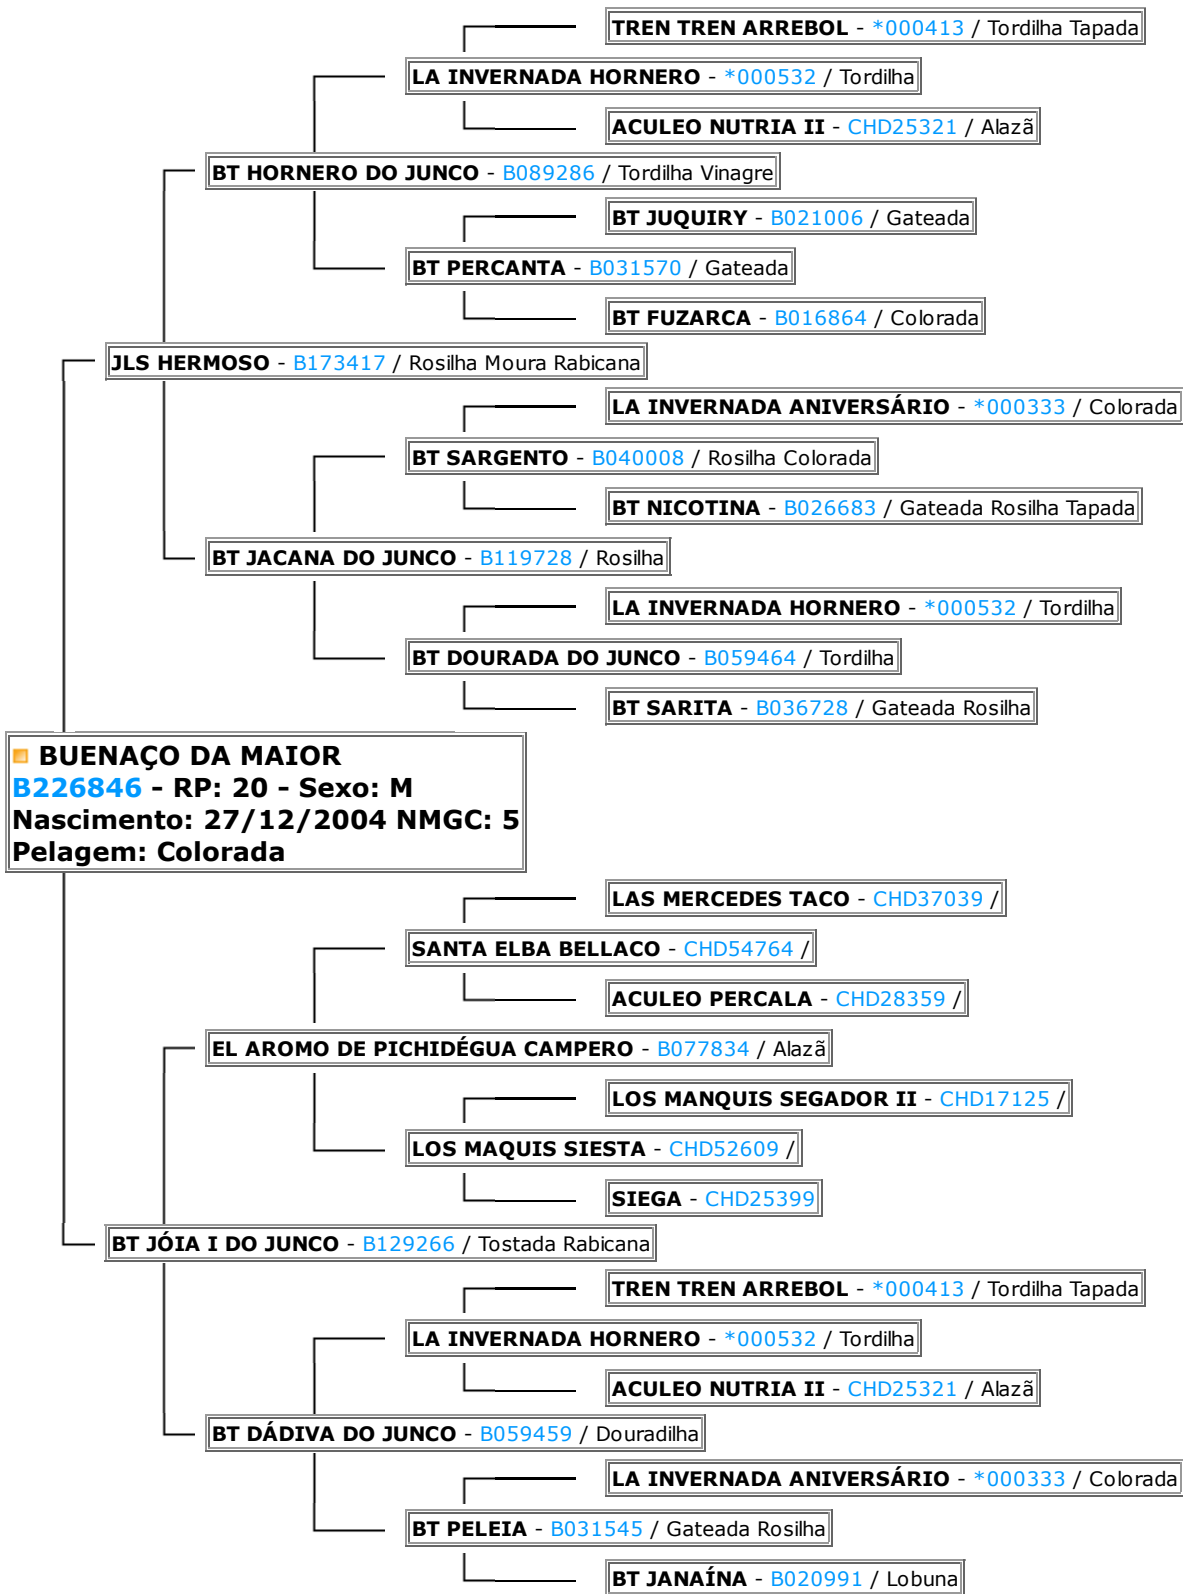 TREN TREN ARREBOL - *000413 / Tordilha Tapada
LA INVERNADA HORNERO - *000532 / Tordilha
ACULEO NUTRIA II - CHD25321 / Alazã
BT HORNERO DO JUNCO - B089286 / Tordilha Vinagre
BT JUQUIRY - B021006 / Gateada
BT PERCANTA - B031570 / Gateada
BT FUZARCA - B016864 / Colorada
JLS HERMOSO - B173417 / Rosilha Moura Rabicana
LA INVERNADA ANIVERSÁRIO - *000333 / Colorada
BT SARGENTO - B040008 / Rosilha Colorada
BT NICOTINA - B026683 / Gateada Rosilha Tapada
BT JACANA DO JUNCO - B119728 / Rosilha
LA INVERNADA HORNERO - *000532 / Tordilha
BT DOURADA DO JUNCO - B059464 / Tordilha
BT SARITA - B036728 / Gateada Rosilha
BUENAÇO DA MAIOR
B226846 - RP: 20 - Sexo: M
Nascimento: 27/12/2004 NMGC: 5
Pelagem: Colorada
LAS MERCEDES TACO - CHD37039 /
SANTA ELBA BELLACO - CHD54764 /
ACULEO PERCALA - CHD28359 /
EL AROMO DE PICHIDÉGUA CAMPERO - B077834 / Alazã
LOS MANQUIS SEGADOR II - CHD17125 /
LOS MAQUIS SIESTA - CHD52609 /
SIEGA - CHD25399
BT JÓIA I DO JUNCO - B129266 / Tostada Rabicana
TREN TREN ARREBOL - *000413 / Tordilha Tapada
LA INVERNADA HORNERO - *000532 / Tordilha
ACULEO NUTRIA II - CHD25321 / Alazã
BT DÁDIVA DO JUNCO - B059459 / Douradilha
LA INVERNADA ANIVERSÁRIO - *000333 / Colorada
BT PELEIA - B031545 / Gateada Rosilha
BT JANAÍNA - B020991 / Lobuna